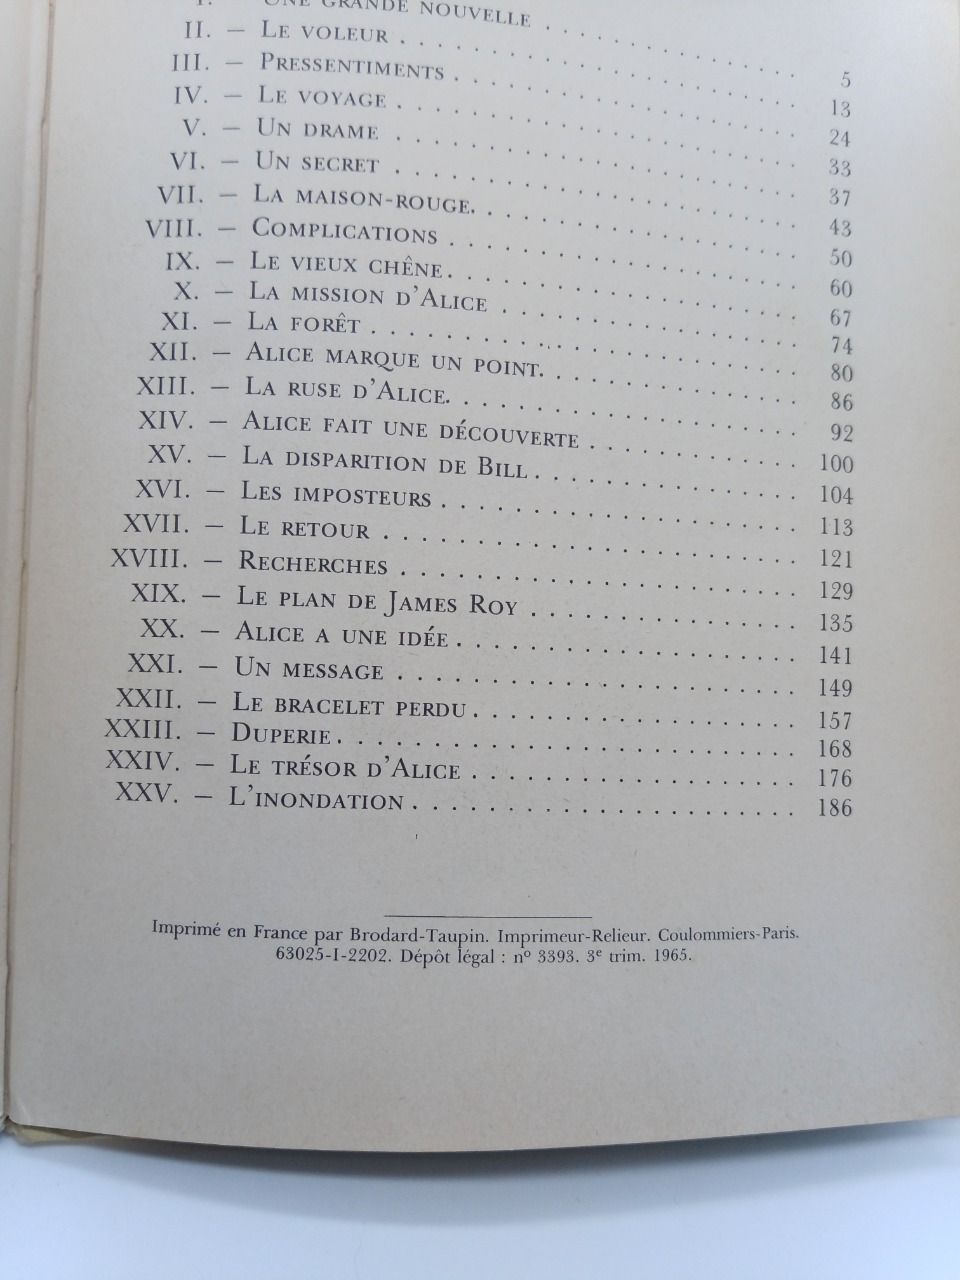 I. — Une grande nouvelle . . . . . . . . . . . . . 5
II. — Le voleur . . . . . . . . . . . . . . . . . . . . 13
III. — Pressentiments . . . . . . . . . . . . . . . . . 24
IV. — Le voyage . . . . . . . . . . . . . . . . . . . . 33
V. — Un drame . . . . . . . . . . . . . . . . . . . . 37
VI. — Un secret . . . . . . . . . . . . . . . . . . . . 43
VII. — La maison-rouge. . . . . . . . . . . . . . . . . 50
VIII. — Complications . . . . . . . . . . . . . . . . . 60
IX. — Le vieux chêne . . . . . . . . . . . . . . . . . 67
X. — La mission d'Alice . . . . . . . . . . . . . . . 74
XI. — La forêt . . . . . . . . . . . . . . . . . . . . . 80
XII. — Alice marque un point. . . . . . . . . . . . . 86
XIII. — La ruse d'Alice. . . . . . . . . . . . . . . . . 92
XIV. — Alice fait une découverte . . . . . . . . . . . 100
XV. — La disparition de Bill . . . . . . . . . . . . . 104
XVI. — Les imposteurs . . . . . . . . . . . . . . . . . 113
XVII. — Le retour . . . . . . . . . . . . . . . . . . . . 121
XVIII. — Recherches . . . . . . . . . . . . . . . . . . . 129
XIX. — Le plan de James Roy . . . . . . . . . . . . . 135
XX. — Alice a une idée . . . . . . . . . . . . . . . . . 141
XXI. — Un message . . . . . . . . . . . . . . . . . . . 149
XXII. — Le bracelet perdu . . . . . . . . . . . . . . . . 157
XXIII. — Duperie . . . . . . . . . . . . . . . . . . . . . . 168
XXIV. — Le trésor d'Alice . . . . . . . . . . . . . . . . 176
XXV. — L'inondation . . . . . . . . . . . . . . . . . . . 186
Imprimé en France par Brodard-Taupin. Imprimeur-Relieur. Coulommiers-Paris.
63025-I-2202. Dépôt légal : nº 3393. 3e trim. 1965.